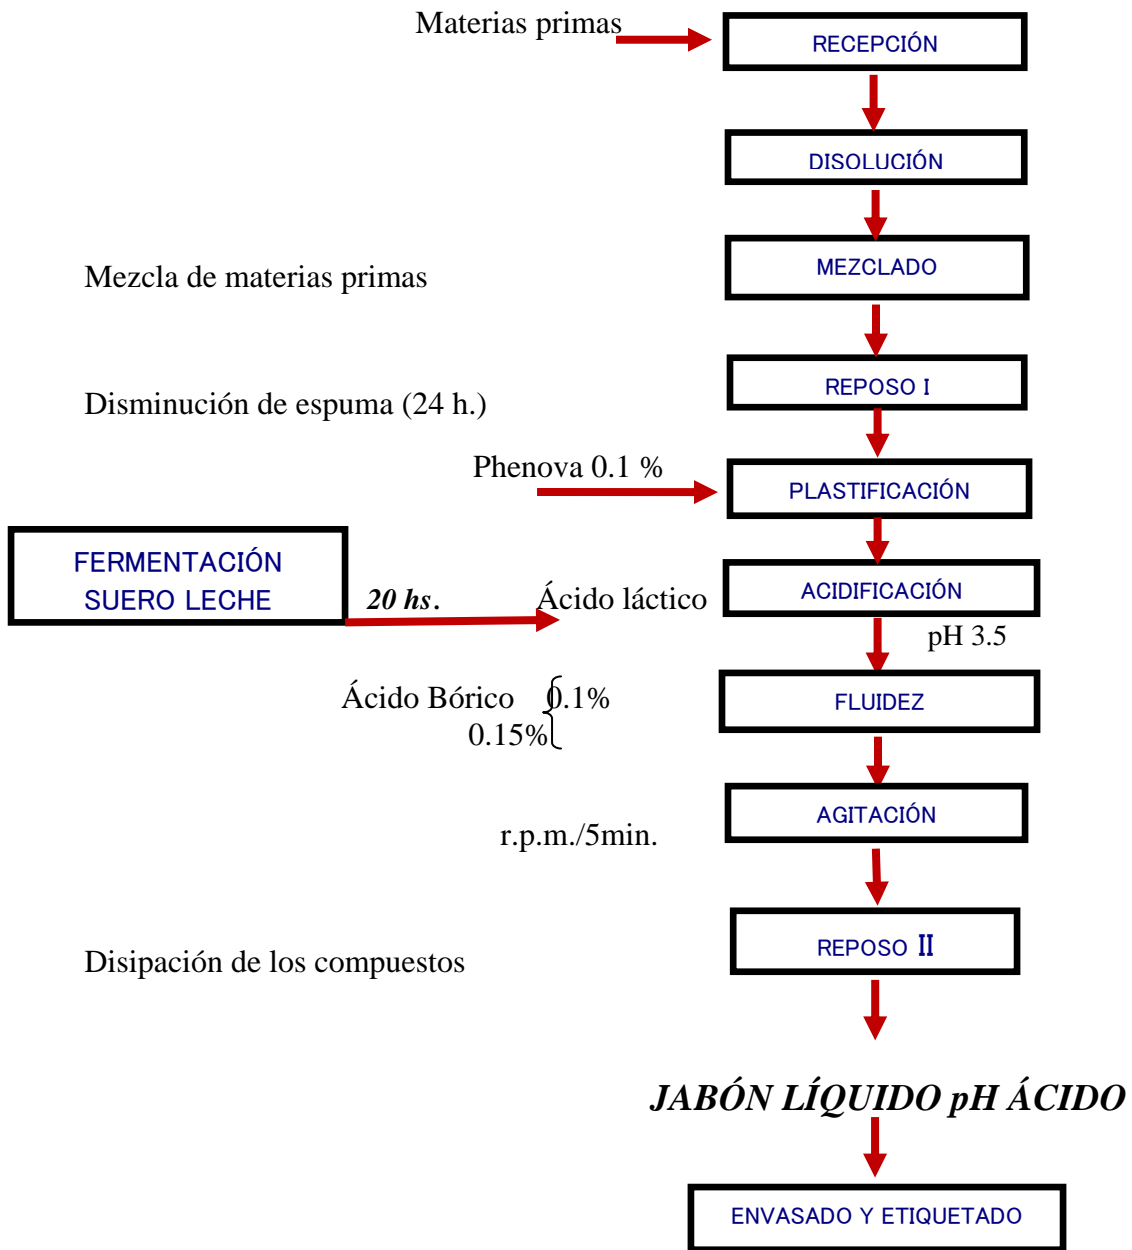 Materias primas
RECEPCIÓN
DISOLUCIÓN
MEZCLADO
Mezcla de materias primas
REPOSO I
Disminución de espuma (24 h.)
Phenova 0.1 %
PLASTIFICACIÓN
FERMENTACIÓN
SUERO LECHE
20 hs.
Ácido láctico
ACIDIFICACIÓN
pH 3.5
Ácido Bórico 0.1%
0.15%
FLUIDEZ
AGITACIÓN
r.p.m./5min.
REPOSO II
Disipación de los compuestos
JABÓN LÍQUIDO pH ÁCIDO
ENVASADO Y ETIQUETADO